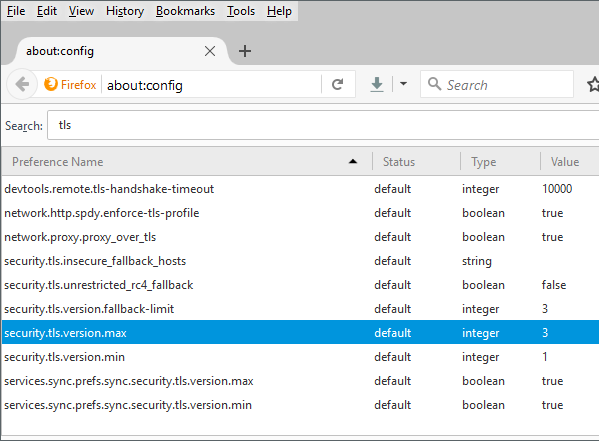 File Edit View History Bookmarks Tools Help
about:config
Firefox about:config Search
Search: tls
Preference Name Status Type Value
devtools.remote.tls-handshake-timeout default integer 10000
network.http.spdy.enforce-tls-profile default boolean true
network.proxy.proxy_over_tls default boolean true
security.tls.insecure_fallback_hosts default string
security.tls.unrestricted_rc4_fallback default boolean false
security.tls.version.fallback-limit default integer 3
security.tls.version.max default integer 3
security.tls.version.min default integer 1
services.sync.prefs.sync.security.tls.version.max default boolean true
services.sync.prefs.sync.security.tls.version.min default boolean true